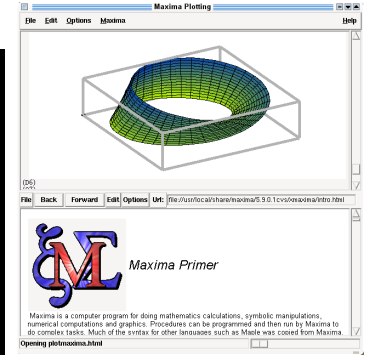 Maxima Plotting
File Edit Options Maxima Help
(D6)
File Back Forward Edit Options Url: file://usr/local/share/maxima/5.9.0.1cvs/xmaxima/intro.html
Maxima Primer
Maxima is a computer program for doing mathematics calculations, symbolic manipulations,
numerical computations and graphics. Procedures can be programmed and then run by Maxima to
do complex tasks. Much of the syntax for other languages such as Maple was copied from Maxima.
Opening plotmaxima.html